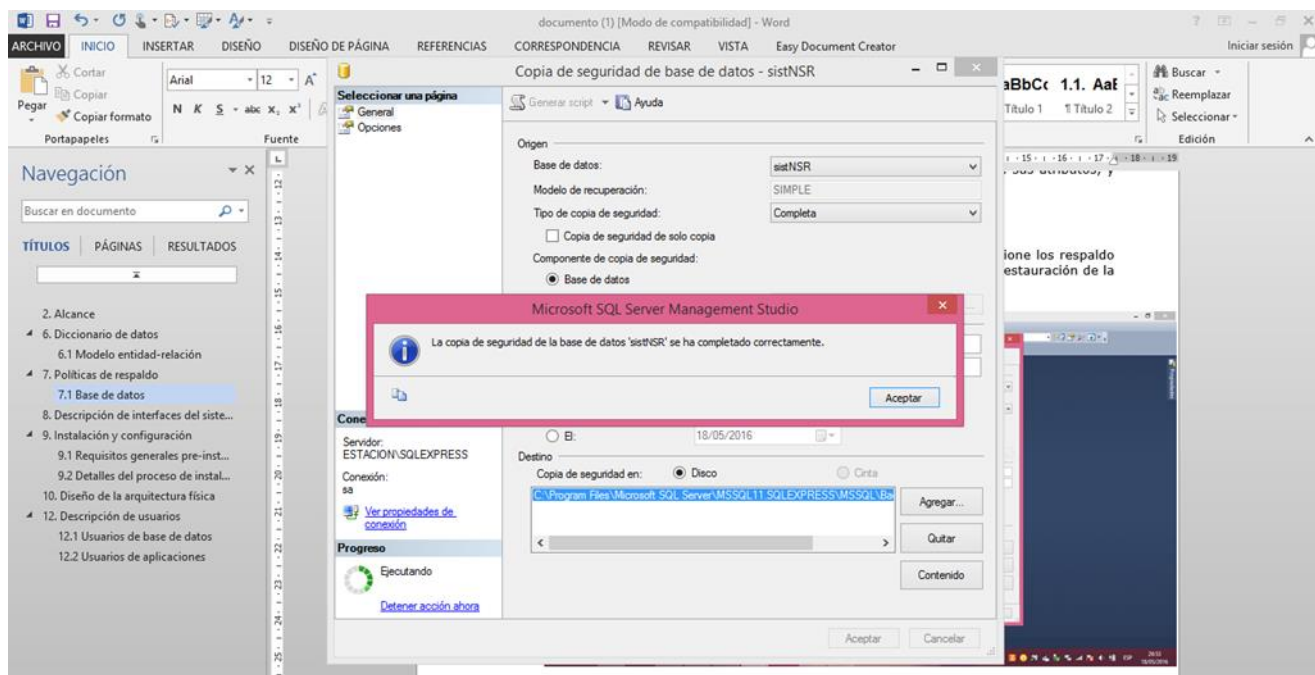 documento (1) [Modo de compatibilidad] - Word
ARCHIVO INICIO INSERTAR DISEÑO DISEÑO DE PÁGINA REFERENCIAS CORRESPONDENCIA REVISAR VISTA Easy Document Creator Iniciar sesión
Pegar
Cortar
Copiar
Copiar formato
Portapapeles
Arial 12
N K S abc x₂ x²
Fuente
aBbCc 1.1. AaE
Título 1 ¶ Título 2
Buscar
Reemplazar
Seleccionar
Edición
Navegación
Buscar en documento
TÍTULOS PÁGINAS RESULTADOS
2. Alcance
6. Diccionario de datos
6.1 Modelo entidad-relación
7. Políticas de respaldo
7.1 Base de datos
8. Descripción de interfaces del siste...
9. Instalación y configuración
9.1 Requisitos generales pre-inst...
9.2 Detalles del proceso de instal...
10. Diseño de la arquitectura física
12. Descripción de usuarios
12.1 Usuarios de base de datos
12.2 Usuarios de aplicaciones
Copia de seguridad de base de datos - sistNSR
Seleccionar una página
General
Opciones
Generar script Ayuda
Origen
Base de datos: sistNSR
Modelo de recuperación: SIMPLE
Tipo de copia de seguridad: Completa
Copia de seguridad de solo copia
Componente de copia de seguridad:
Base de datos
Microsoft SQL Server Management Studio
La copia de seguridad de la base de datos 'sistNSR' se ha completado correctamente.
Aceptar
El: 18/05/2016
Destino
Copia de seguridad en: Disco Cinta
C:\Program Files\Microsoft SQL Server\MSSQL11.SQLEXPRESS\MSSQL\Ba
Agregar...
Quitar
Contenido
Cone
Servidor:
ESTACION\SQLEXPRESS
Conexión:
sa
Ver propiedades de
conexión
Progreso
Ejecutando
Detener acción ahora
Aceptar Cancelar
sus atributos, y
ione los respaldo
estauración de la